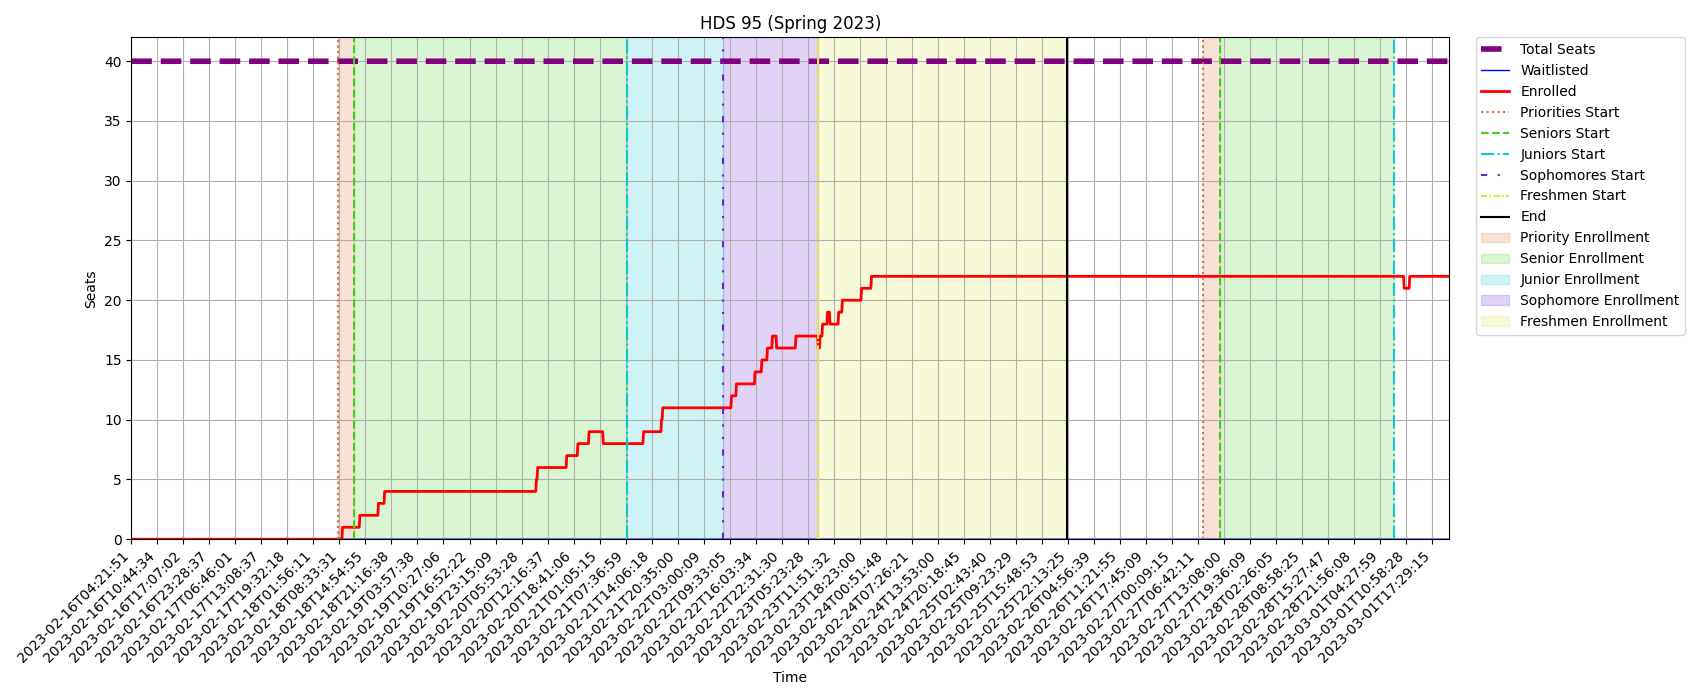 HDS 95 (Spring 2023)
Seats
40
35
30
25
20
15
10
5
0
2023-02-16T04:21:51
2023-02-16T10:44:34
2023-02-16T17:07:02
2023-02-16T23:28:37
2023-02-17T06:46:01
2023-02-17T13:08:37
2023-02-17T19:32:18
2023-02-18T01:56:11
2023-02-18T08:33:31
2023-02-18T14:54:55
2023-02-18T21:16:38
2023-02-19T03:57:38
2023-02-19T10:27:06
2023-02-19T16:52:22
2023-02-19T23:15:09
2023-02-20T05:53:28
2023-02-20T12:16:37
2023-02-20T18:41:06
2023-02-21T01:05:15
2023-02-21T07:36:59
2023-02-21T14:06:18
2023-02-21T20:35:00
2023-02-22T03:00:09
2023-02-22T09:33:05
2023-02-22T16:03:34
2023-02-22T22:31:30
2023-02-23T05:23:28
2023-02-23T11:51:32
2023-02-23T18:23:00
2023-02-24T00:51:48
2023-02-24T07:26:21
2023-02-24T13:53:00
2023-02-24T20:18:45
2023-02-25T02:43:40
2023-02-25T09:23:29
2023-02-25T15:48:53
2023-02-25T22:13:25
2023-02-26T04:56:39
2023-02-26T11:21:55
2023-02-26T17:45:09
2023-02-27T00:09:15
2023-02-27T06:42:11
2023-02-27T13:08:00
2023-02-27T19:36:09
2023-02-28T02:26:05
2023-02-28T08:58:25
2023-02-28T15:27:47
2023-02-28T21:56:08
2023-03-01T04:27:59
2023-03-01T10:58:28
2023-03-01T17:29:15
Time
Total Seats
Waitlisted
Enrolled
Priorities Start
Seniors Start
Juniors Start
Sophomores Start
Freshmen Start
End
Priority Enrollment
Senior Enrollment
Junior Enrollment
Sophomore Enrollment
Freshmen Enrollment